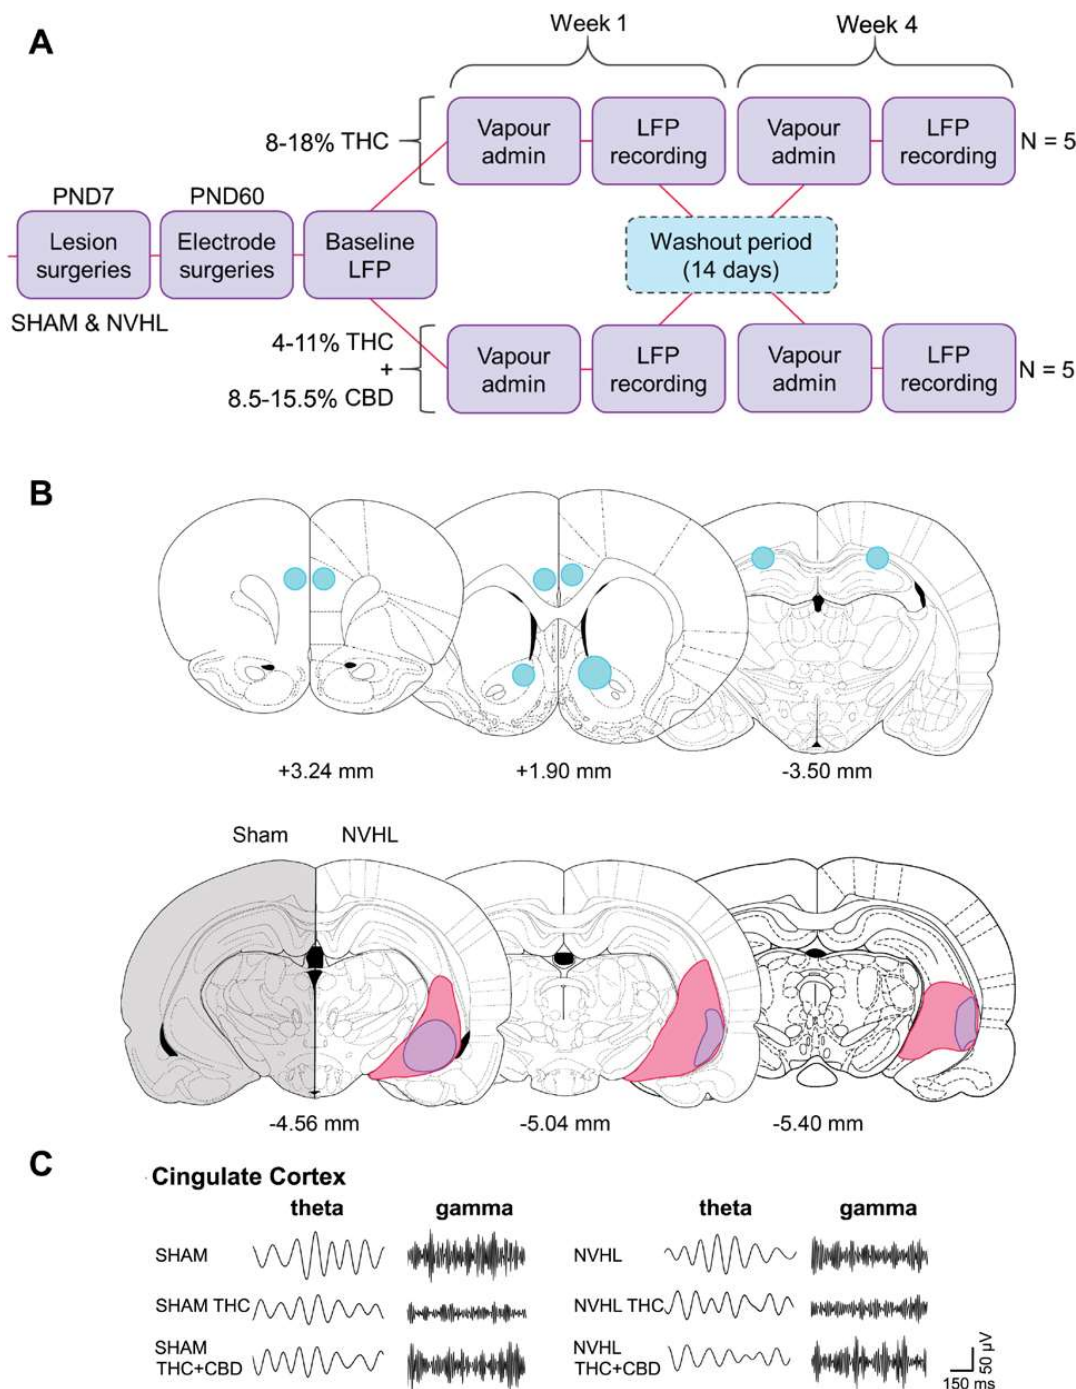 A
Week 1
Week 4
8-18% THC
Vapour
admin
LFP
recording
Vapour
admin
LFP
recording
N = 5
PND7
PND60
Lesion
surgeries
Electrode
surgeries
Baseline
LFP
Washout period
(14 days)
SHAM & NVHL
4-11% THC
+
8.5-15.5% CBD
Vapour
admin
LFP
recording
Vapour
admin
LFP
recording
N = 5
B
+3.24 mm
+1.90 mm
-3.50 mm
Sham
NVHL
-4.56 mm
-5.04 mm
-5.40 mm
C
Cingulate Cortex
theta
gamma
theta
gamma
SHAM
NVHL
SHAM THC
NVHL THC
SHAM
THC+CBD
NVHL
THC+CBD
50 µV
150 ms